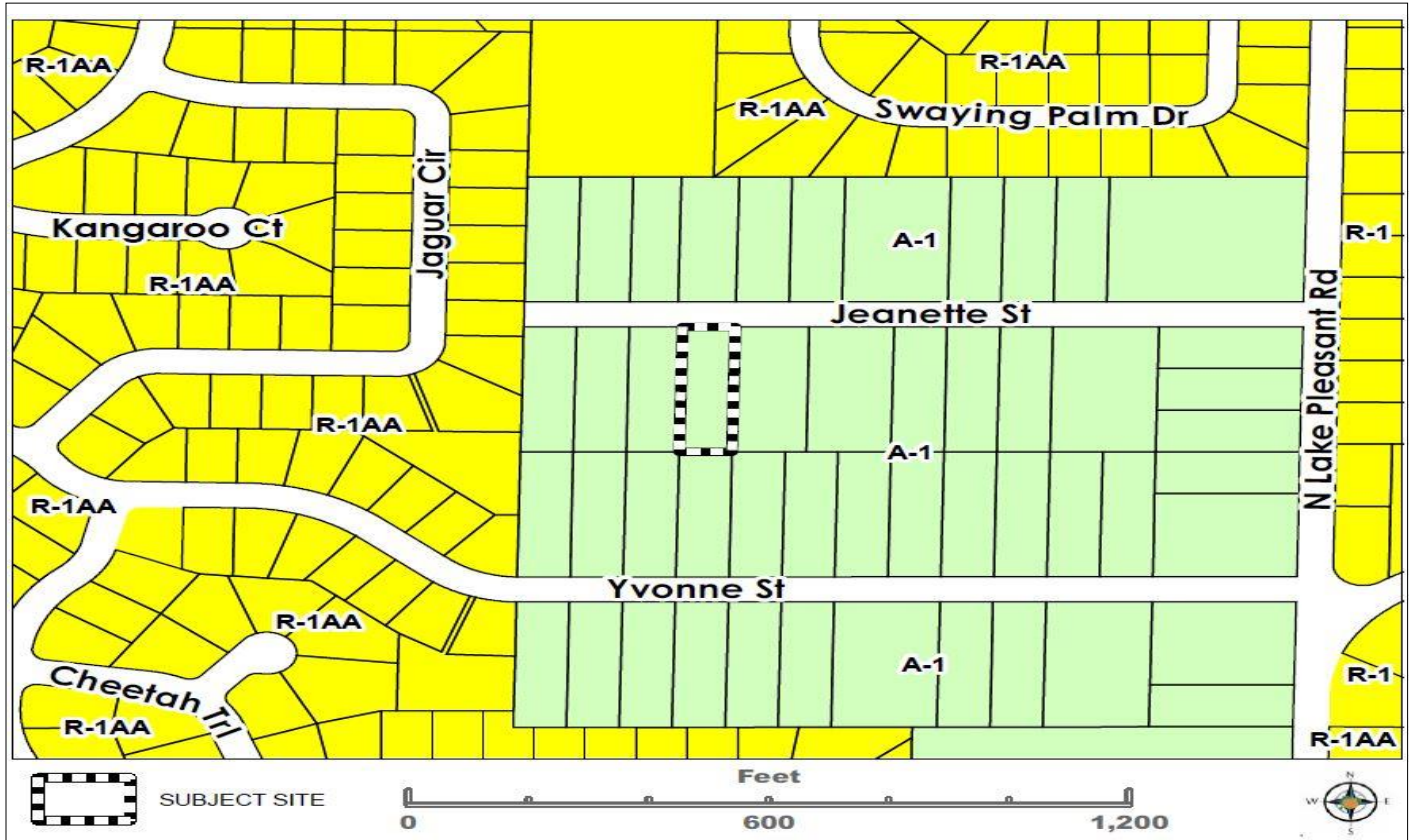 R-1AA
R-1AA
R-1AA
Swaying Palm Dr
Jaguar Cir
Kangaroo Ct
A-1
R-1
R-1AA
N Lake Pleasant Rd
Jeanette St
R-1AA
A-1
R-1AA
Yvonne St
R-1AA
A-1
R-1
Cheetah Trl
R-1AA
R-1AA
SUBJECT SITE
Feet
0 600 1,200
N
W E
S